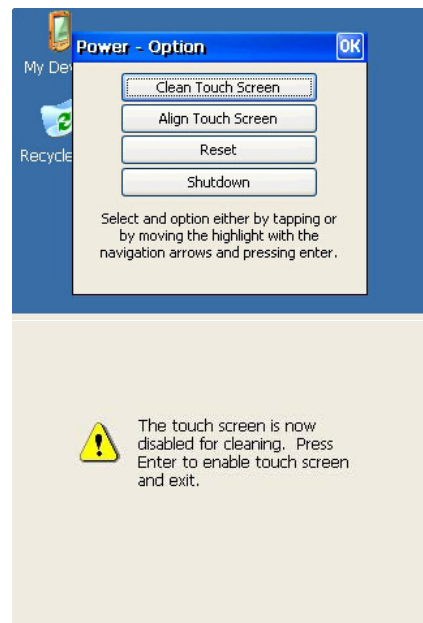 Power - Option
OK
My Dev
Clean Touch Screen
Align Touch Screen
Recycle
Reset
Shutdown
Select and option either by tapping or
by moving the highlight with the
navigation arrows and pressing enter.
The touch screen is now
disabled for cleaning. Press
Enter to enable touch screen
and exit.